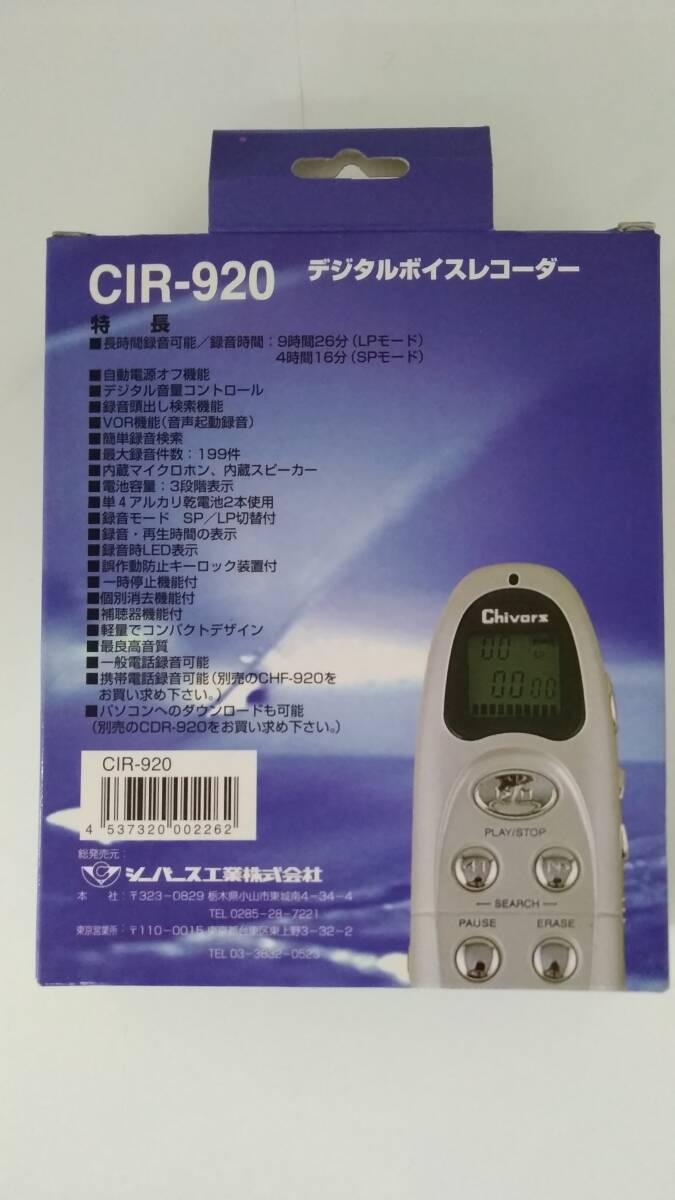 CIR-920 デジタルボイスレコーダー
特 長
■長時間録音可能／録音時間：9時間26分（LPモード）
4時間16分（SPモード）
■自動電源オフ機能
■デジタル音量コントロール
■録音頭出し検索機能
■VOR機能（音声起動録音）
■簡単録音検索
■最大録音件数：199件
■内蔵マイクロホン、内蔵スピーカー
■電池容量：3段階表示
■単4アルカリ乾電池2本使用
■録音モード SP／LP切替付
■録音・再生時間の表示
■録音時LED表示
■誤作動防止キーロック装置付
■一時停止機能付
■個別消去機能付
■補聴器機能付
■軽量でコンパクトデザイン
■最良高音質
■一般電話録音可能
■携帯電話録音可能（別売のCHF-920を
お買い求め下さい。）
■パソコンへのダウンロードも可能
（別売のCDR-920をお買い求め下さい。）
CIR-920
4 537320 002262
総発売元：
シーバース工業株式会社
本 社：〒323-0829 栃木県小山市東城南4-34-4
TEL 0285-28-7221
東京営業所：〒110-0015 東京都台東区東上野3-32-2
TEL 03-3832-0523
Chivars
00
00 00
PLAY/STOP
SEARCH
PAUSE ERASE